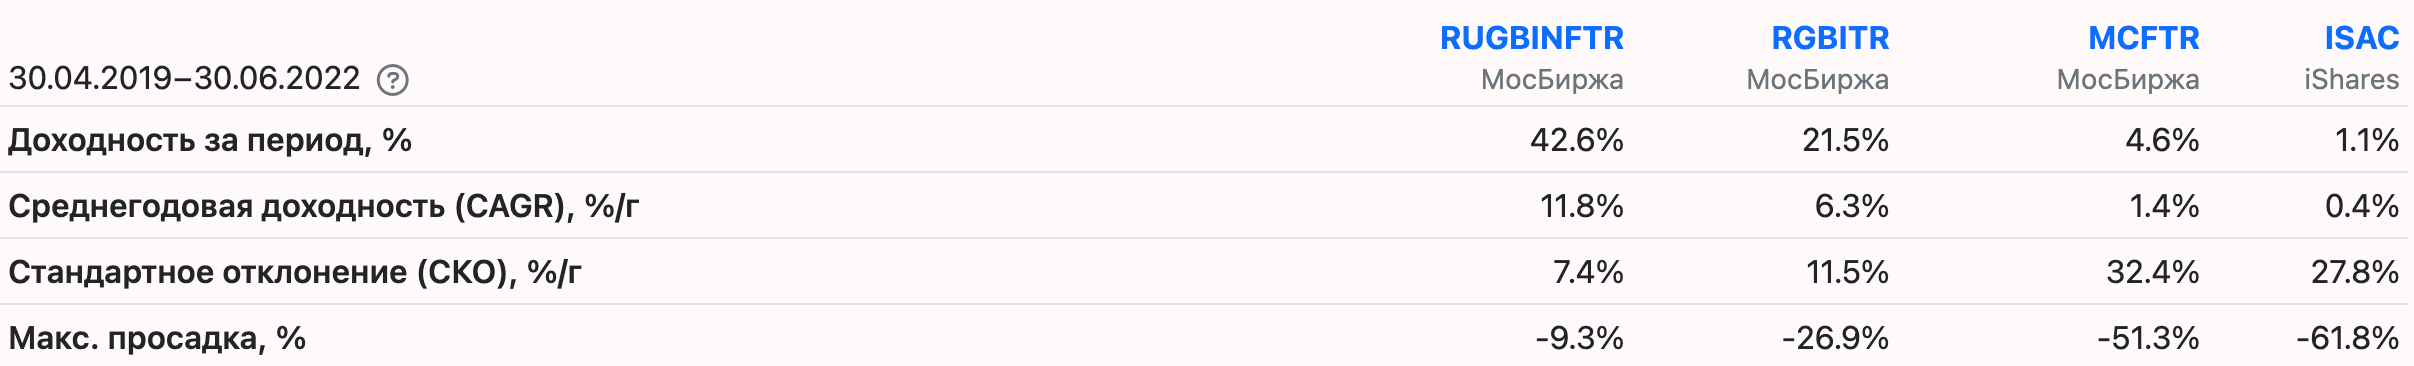 RUGBINFTR RGBITR MCFTR ISAC
30.04.2019–30.06.2022 ? МосБиржа МосБиржа МосБиржа iShares
Доходность за период, % 42.6% 21.5% 4.6% 1.1%
Среднегодовая доходность (CAGR), %/г 11.8% 6.3% 1.4% 0.4%
Стандартное отклонение (СКО), %/г 7.4% 11.5% 32.4% 27.8%
Макс. просадка, % -9.3% -26.9% -51.3% -61.8%